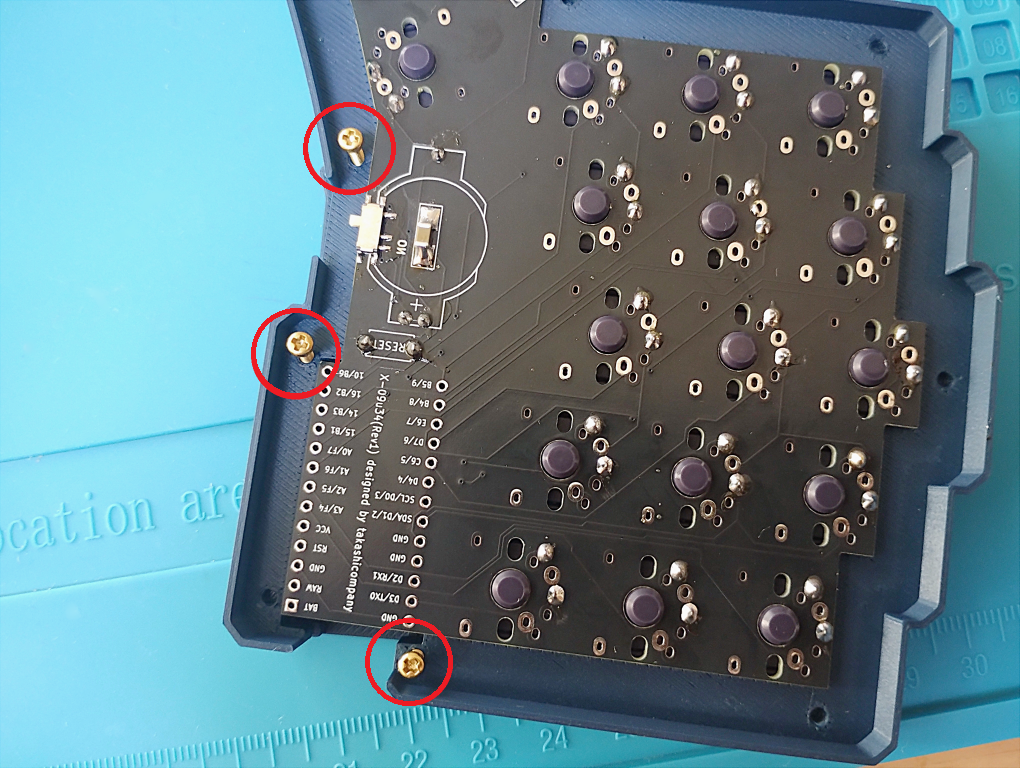 ON
+
RESET
X-09u34(Rev1) designed by takashicompany
10/B6
16/B2
14/B3
15/B1
A0/F7
A1/F6
A2/F5
A3/F4
VCC
RST
GND
RAW
BAT
B5/9
B4/8
E6/7
D7/6
C6/5
D4/4
SCL/D0/3
SDA/D1/2
GND
GND
D2/RX1
D3/TX0
GND
ocation are
08
16
30
21
22
23
24